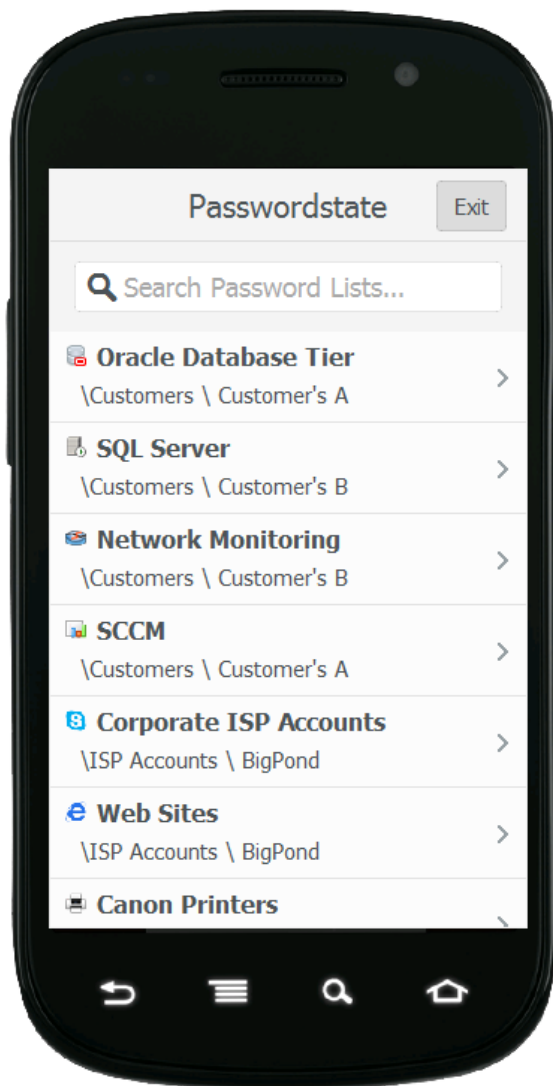 Passwordstate
Exit
Search Password Lists...
Oracle Database Tier
\Customers \ Customer's A
SQL Server
\Customers \ Customer's B
Network Monitoring
\Customers \ Customer's B
SCCM
\Customers \ Customer's A
Corporate ISP Accounts
\ISP Accounts \ BigPond
Web Sites
\ISP Accounts \ BigPond
Canon Printers